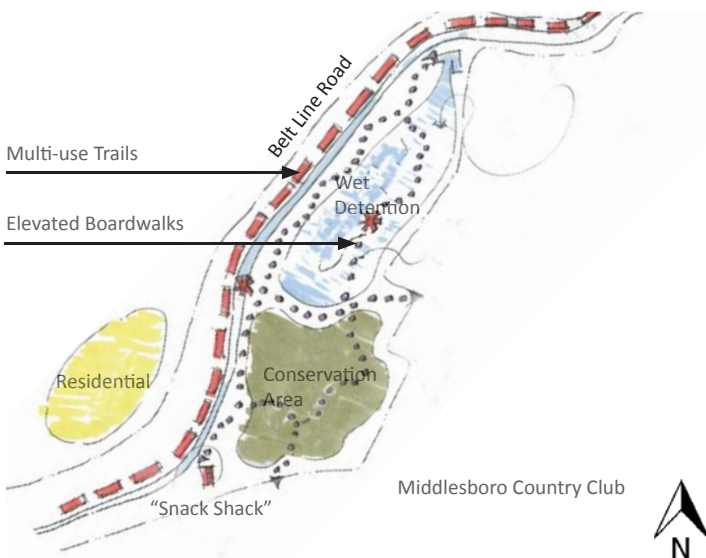 Belt Line Road
Multi-use Trails
Wet
Detention
Elevated Boardwalks
Residential
Conservation
Area
Middlesboro Country Club
“Snack Shack”
N